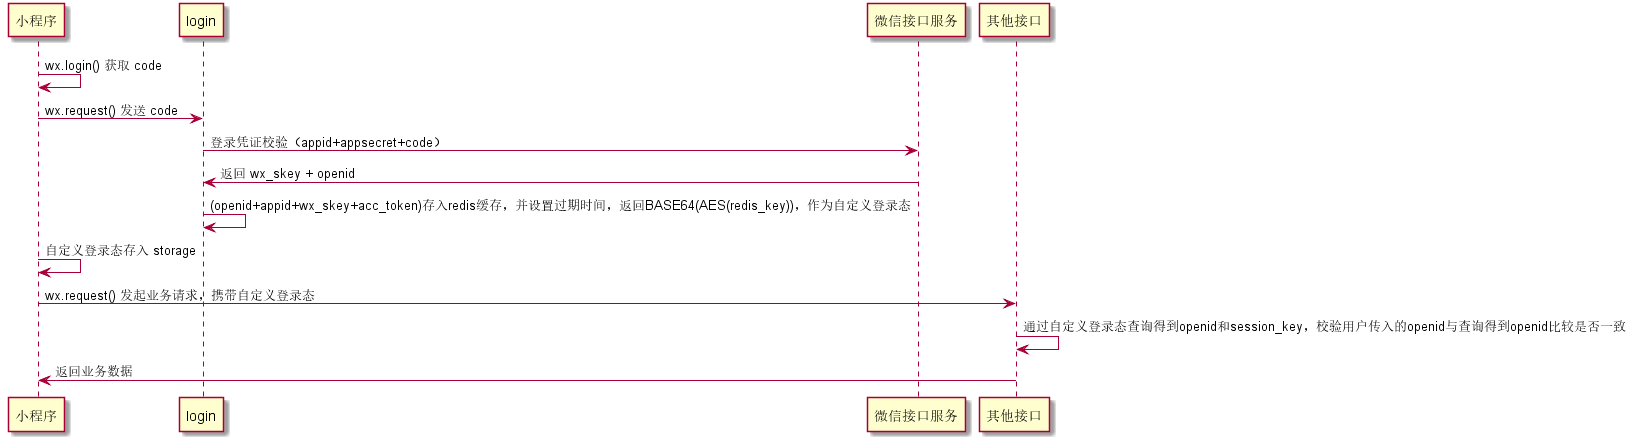 小程序
login
微信接口服务
其他接口
wx.login() 获取 code
wx.request() 发送 code
登录凭证校验（appid+appsecret+code）
返回 wx_skey + openid
(openid+appid+wx_skey+acc_token)存入redis缓存，并设置过期时间，返回BASE64(AES(redis_key))，作为自定义登录态
自定义登录态存入 storage
wx.request() 发起业务请求，携带自定义登录态
通过自定义登录态查询得到openid和session_key，校验用户传入的openid与查询得到openid比较是否一致
返回业务数据
小程序
login
微信接口服务
其他接口